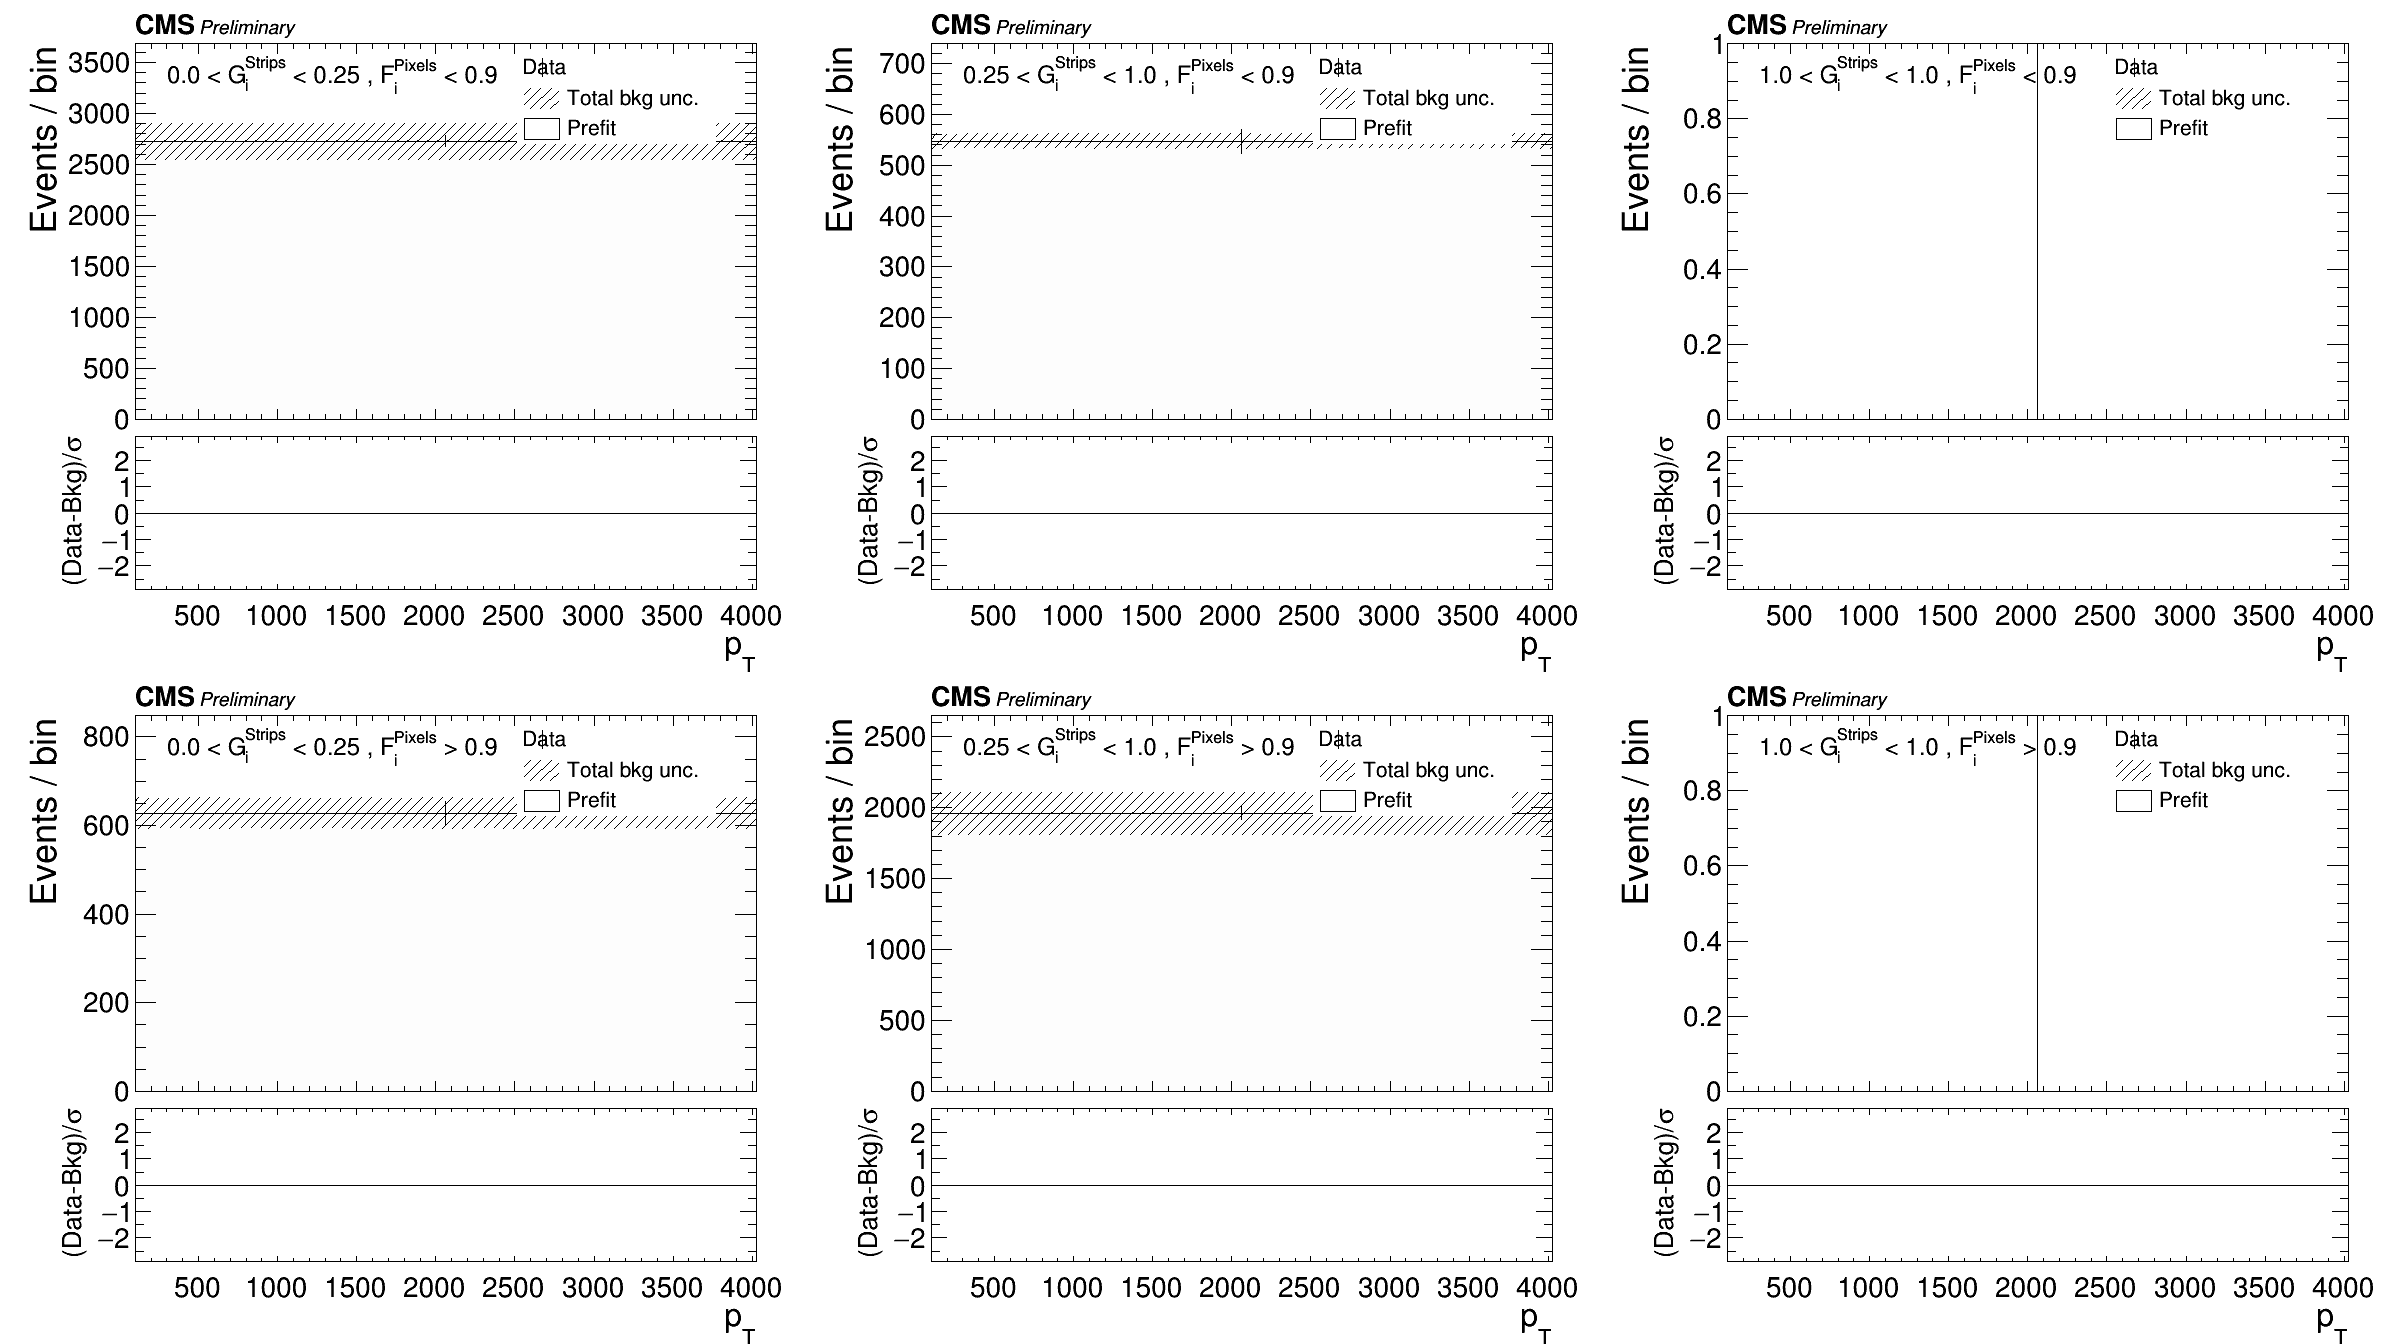 CMS Preliminary
Events / bin
3500
3000
2500
2000
1500
1000
500
0
0.0 < G_i^Strips < 0.25 , F_i^Pixels < 0.9
Data
Total bkg unc.
Prefit
(Data-Bkg)/σ
2
1
0
−1
−2
500 1000 1500 2000 2500 3000 3500 4000
p_T
CMS Preliminary
Events / bin
700
600
500
400
300
200
100
0
0.25 < G_i^Strips < 1.0 , F_i^Pixels < 0.9
Data
Total bkg unc.
Prefit
(Data-Bkg)/σ
2
1
0
−1
−2
500 1000 1500 2000 2500 3000 3500 4000
p_T
CMS Preliminary
Events / bin
1
0.8
0.6
0.4
0.2
0
1.0 < G_i^Strips < 1.0 , F_i^Pixels < 0.9
Data
Total bkg unc.
Prefit
(Data-Bkg)/σ
2
1
0
−1
−2
500 1000 1500 2000 2500 3000 3500 4000
p_T
CMS Preliminary
Events / bin
800
600
400
200
0
0.0 < G_i^Strips < 0.25 , F_i^Pixels > 0.9
Data
Total bkg unc.
Prefit
(Data-Bkg)/σ
2
1
0
−1
−2
500 1000 1500 2000 2500 3000 3500 4000
p_T
CMS Preliminary
Events / bin
2500
2000
1500
1000
500
0
0.25 < G_i^Strips < 1.0 , F_i^Pixels > 0.9
Data
Total bkg unc.
Prefit
(Data-Bkg)/σ
2
1
0
−1
−2
500 1000 1500 2000 2500 3000 3500 4000
p_T
CMS Preliminary
Events / bin
1
0.8
0.6
0.4
0.2
0
1.0 < G_i^Strips < 1.0 , F_i^Pixels > 0.9
Data
Total bkg unc.
Prefit
(Data-Bkg)/σ
2
1
0
−1
−2
500 1000 1500 2000 2500 3000 3500 4000
p_T